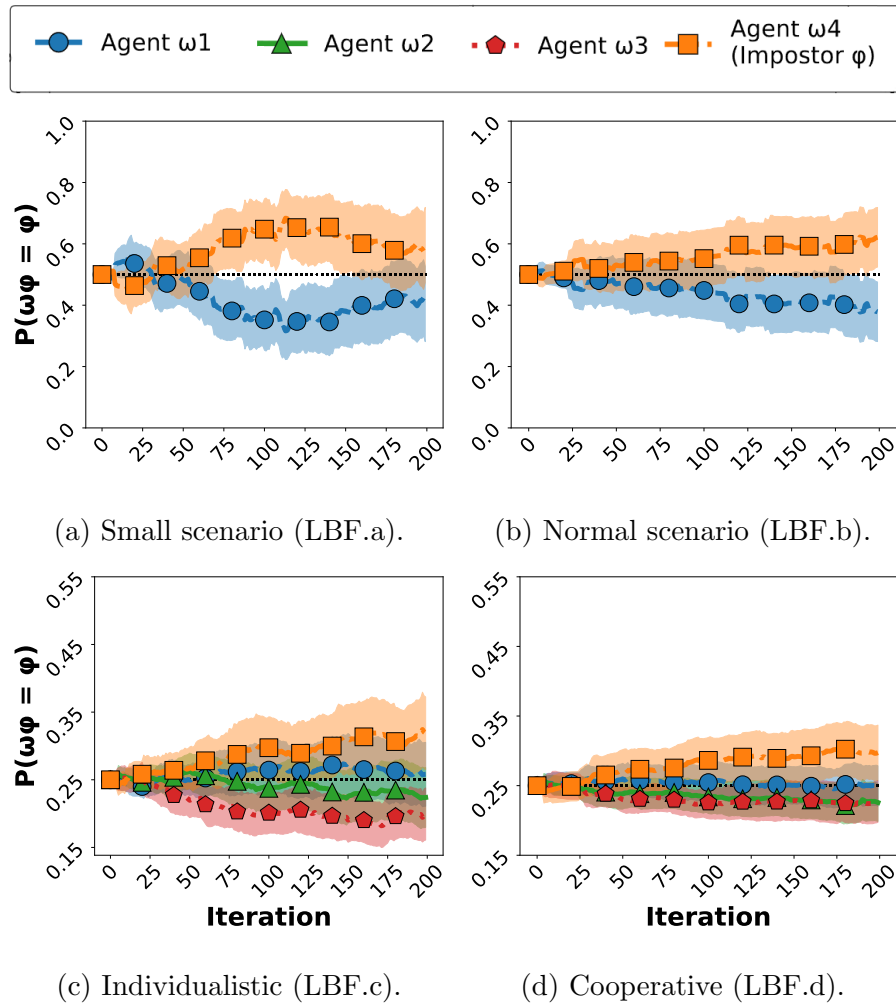 Agent ω1
Agent ω2
Agent ω3
Agent ω4
(Impostor φ)
P(ωφ = φ)
1.0
0.8
0.6
0.4
0.2
0.0
0 25 50 75 100 125 150 175 200
1.0
0.8
0.6
0.4
0.2
0.0
0 25 50 75 100 125 150 175 200
(a) Small scenario (LBF.a).
(b) Normal scenario (LBF.b).
P(ωφ = φ)
0.55
0.45
0.35
0.25
0.15
0 25 50 75 100 125 150 175 200
Iteration
0.55
0.45
0.35
0.25
0.15
0 25 50 75 100 125 150 175 200
Iteration
(c) Individualistic (LBF.c).
(d) Cooperative (LBF.d).